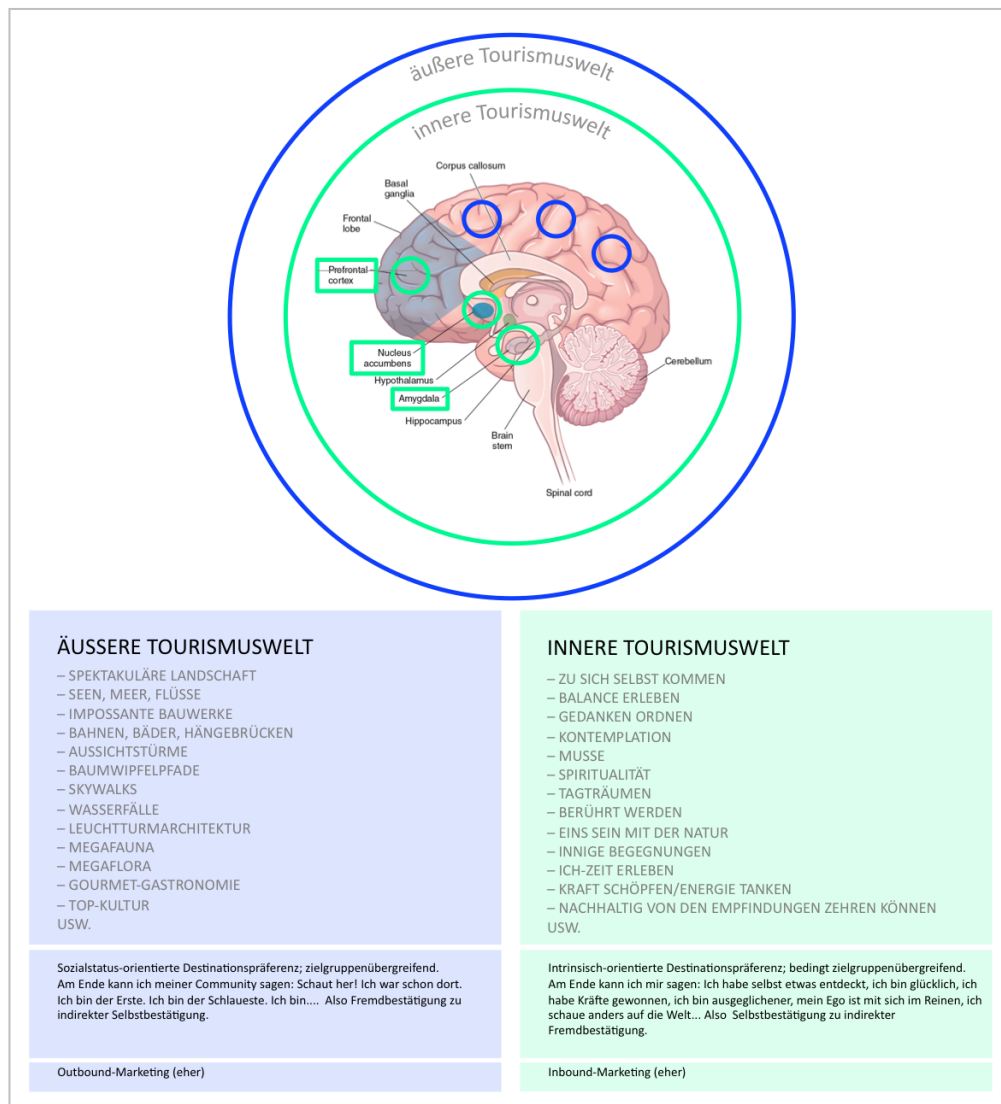 äußere Tourismuswelt
innere Tourismuswelt
Corpus callosum
Basal
ganglia
Frontal
lobe
Prefrontal
cortex
Nucleus
accumbens
Hypothalamus
Amygdala
Hippocampus
Brain
stem
Spinal cord
Cerebellum
ÄUSSERE TOURISMUSWELT
– SPEKTAKULÄRE LANDSCHAFT
– SEEN, MEER, FLÜSSE
– IMPOSSANTE BAUWERKE
– BAHNEN, BÄDER, HÄNGEBRÜCKEN
– AUSSICHTSTÜRME
– BAUMWIPFELPFADE
– SKYWALKS
– WASSERFÄLLE
– LEUCHTTURMARCHITEKTUR
– MEGAFAUNA
– MEGAFLORA
– GOURMET-GASTRONOMIE
– TOP-KULTUR
USW.
Sozialstatus-orientierte Destinationspräferenz; zielgruppenübergreifend.
Am Ende kann ich meiner Community sagen: Schaut her! Ich war schon dort.
Ich bin der Erste. Ich bin der Schlaueste. Ich bin.... Also Fremdbestätigung zu
indirekter Selbstbestätigung.
Outbound-Marketing (eher)
INNERE TOURISMUSWELT
– ZU SICH SELBST KOMMEN
– BALANCE ERLEBEN
– GEDANKEN ORDNEN
– KONTEMPLATION
– MUSSE
– SPIRITUALITÄT
– TAGTRÄUMEN
– BERÜHRT WERDEN
– EINS SEIN MIT DER NATUR
– INNIGE BEGEGNUNGEN
– ICH-ZEIT ERLEBEN
– KRAFT SCHÖPFEN/ENERGIE TANKEN
– NACHHALTIG VON DEN EMPFINDUNGEN ZEHREN KÖNNEN
USW.
Intrinsisch-orientierte Destinationspräferenz; bedingt zielgruppenübergreifend.
Am Ende kann ich mir sagen: Ich habe selbst etwas entdeckt, ich bin glücklich, ich
habe Kräfte gewonnen, ich bin ausgeglichener, mein Ego ist mit sich im Reinen, ich
schaue anders auf die Welt... Also Selbstbestätigung zu indirekter
Fremdbestätigung.
Inbound-Marketing (eher)